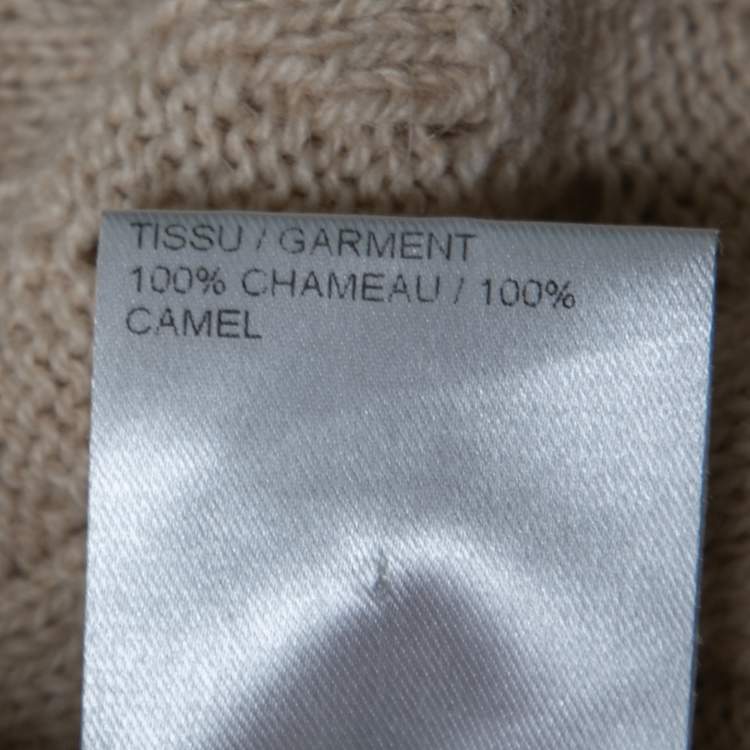 TISSU / GARMENT
100% CHAMEAU / 100%
CAMEL